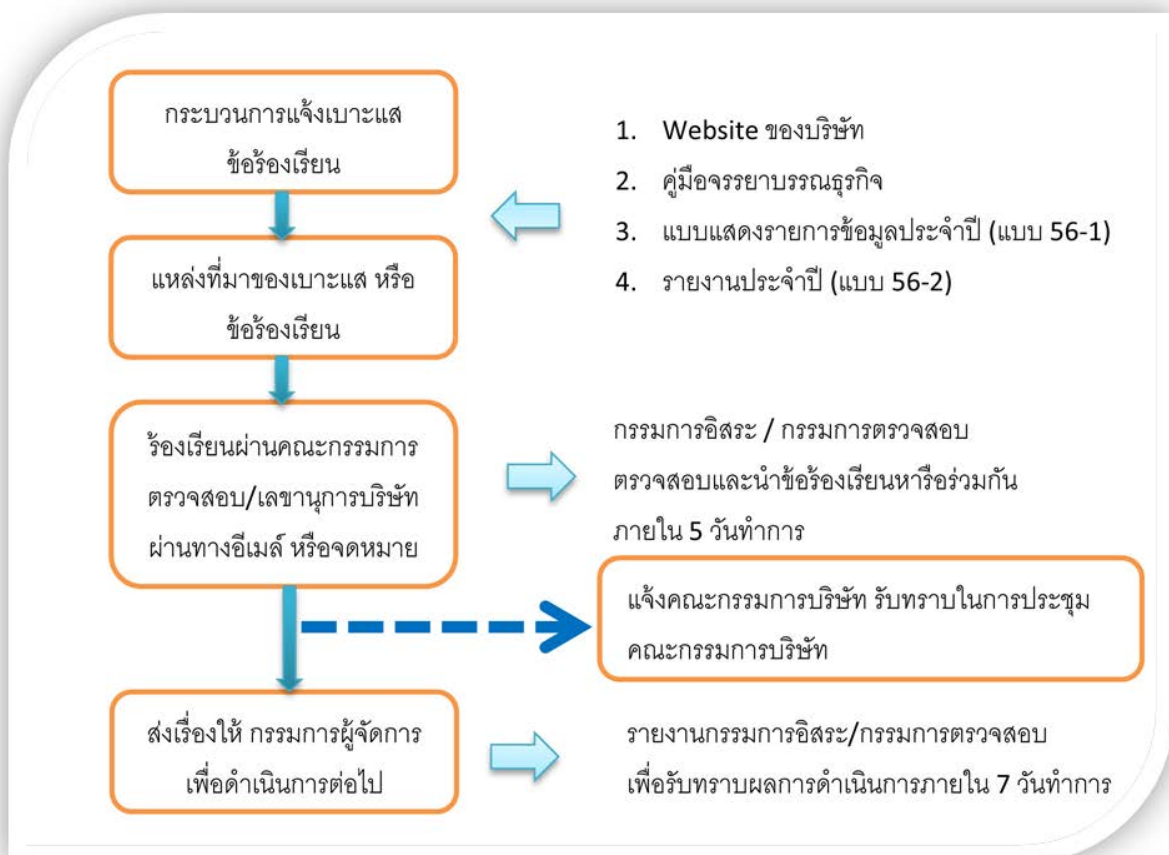 กระบวนการแจ้งเบาะแส
ข้อร้องเรียน
1. Website ของบริษัท
2. คู่มือจรรยาบรรณธุรกิจ
3. แบบแสดงรายการข้อมูลประจำปี (แบบ 56-1)
4. รายงานประจำปี (แบบ 56-2)
แหล่งที่มาของเบาะแส หรือ
ข้อร้องเรียน
ร้องเรียนผ่านคณะกรรมการ
ตรวจสอบ/เลขานุการบริษัท
ผ่านทางอีเมล์ หรือจดหมาย
กรรมการอิสระ / กรรมการตรวจสอบ
ตรวจสอบและนำข้อร้องเรียนหารือร่วมกัน
ภายใน 5 วันทำการ
แจ้งคณะกรรมการบริษัท รับทราบในการประชุม
คณะกรรมการบริษัท
ส่งเรื่องให้ กรรมการผู้จัดการ
เพื่อดำเนินการต่อไป
รายงานกรรมการอิสระ/กรรมการตรวจสอบ
เพื่อรับทราบผลการดำเนินการภายใน 7 วันทำการ